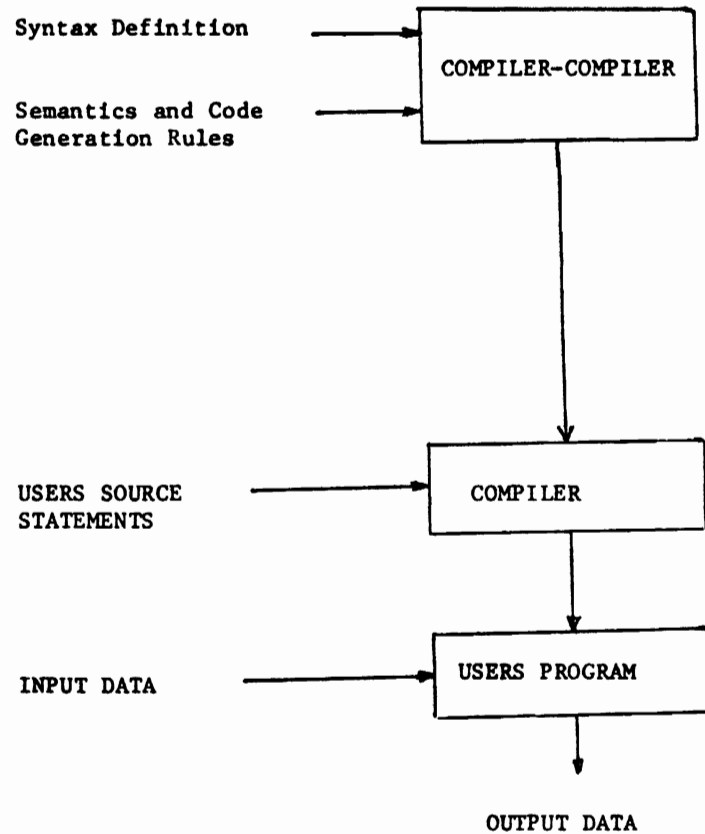 Syntax Definition
COMPILER-COMPILER
Semantics and Code
Generation Rules
USERS SOURCE
STATEMENTS
COMPILER
INPUT DATA
USERS PROGRAM
OUTPUT DATA